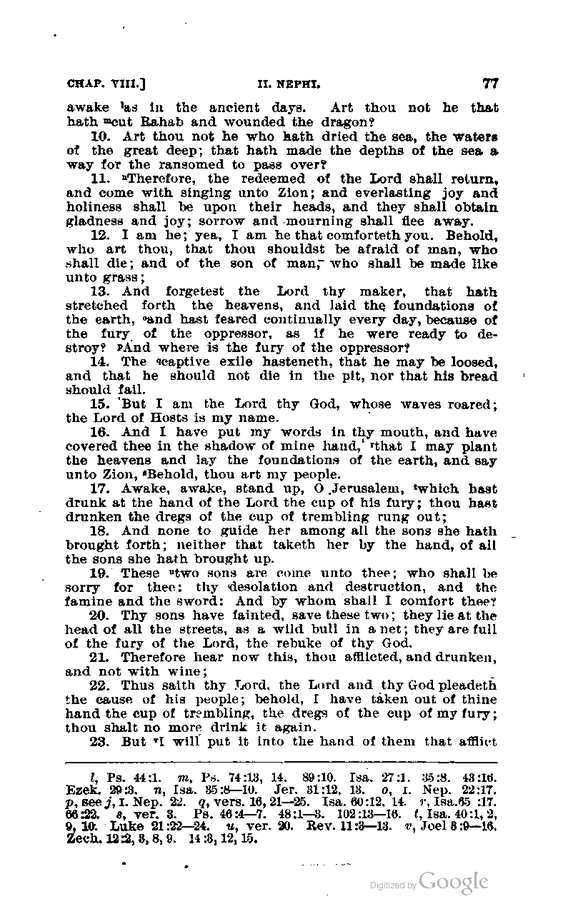 CHAP. VIII.] II. NEPHI. 77
awake ˡas in the ancient days. Art thou not he that
hath ᵐcut Rahab and wounded the dragon?
10. Art thou not he who hath dried the sea, the waters
of the great deep; that hath made the depths of the sea a
way for the ransomed to pass over?
11. ⁿTherefore, the redeemed of the Lord shall return,
and come with singing unto Zion; and everlasting joy and
holiness shall be upon their heads, and they shall obtain
gladness and joy; sorrow and mourning shall flee away.
12. I am he; yea, I am he that comforteth you. Behold,
who art thou, that thou shouldst be afraid of man, who
shall die; and of the son of man, who shall be made like
unto grass;
13. And forgetest the Lord thy maker, that hath
stretched forth the heavens, and laid the foundations of
the earth, ᵒand hast feared continually every day, because of
the fury of the oppressor, as if he were ready to de-
stroy? ᵖAnd where is the fury of the oppressor?
14. The qcaptive exile hasteneth, that he may be loosed,
and that he should not die in the pit, nor that his bread
should fail.
15. But I am the Lord thy God, whose waves roared;
the Lord of Hosts is my name.
16. And I have put my words in thy mouth, and have
covered thee in the shadow of mine hand, ʳthat I may plant
the heavens and lay the foundations of the earth, and say
unto Zion, ˢBehold, thou art my people.
17. Awake, awake, stand up, O Jerusalem, ᵗwhich hast
drunk at the hand of the Lord the cup of his fury; thou hast
drunken the dregs of the cup of trembling rung out;
18. And none to guide her among all the sons she hath
brought forth; neither that taketh her by the hand, of all
the sons she hath brought up.
19. These ᵘtwo sons are come unto thee; who shall be
sorry for thee: thy desolation and destruction, and the
famine and the sword: And by whom shall I comfort thee?
20. Thy sons have fainted, save these two; they lie at the
head of all the streets, as a wild bull in a net; they are full
of the fury of the Lord, the rebuke of thy God.
21. Therefore hear now this, thou afflicted, and drunken,
and not with wine;
22. Thus saith thy Lord, the Lord and thy God pleadeth
the cause of his people; behold, I have taken out of thine
hand the cup of trembling, the dregs of the cup of my fury;
thou shalt no more drink it again.
23. But ᵛI will put it into the hand of them that afflict
l, Ps. 44:1. m, Ps. 74:13, 14. 89:10. Isa. 27:1. 35:8. 43:16.
Ezek. 29:3. n, Isa. 35:8—10. Jer. 31:12, 13. o, I. Nep. 22:17.
p, see j, I. Nep. 22. q, vers. 16, 21—25. Isa. 60:12, 14. r, Isa. 65:17.
66:22. s, ver. 3. Ps. 46:4—7. 48:1—3. 102:13—16. t, Isa. 40:1, 2,
9, 10. Luke 21:22—24. u, ver. 20. Rev. 11:3—13. v, Joel 3:9—16.
Zech. 12:2, 3, 8, 9. 14:3, 12, 15.
Digitized by Google